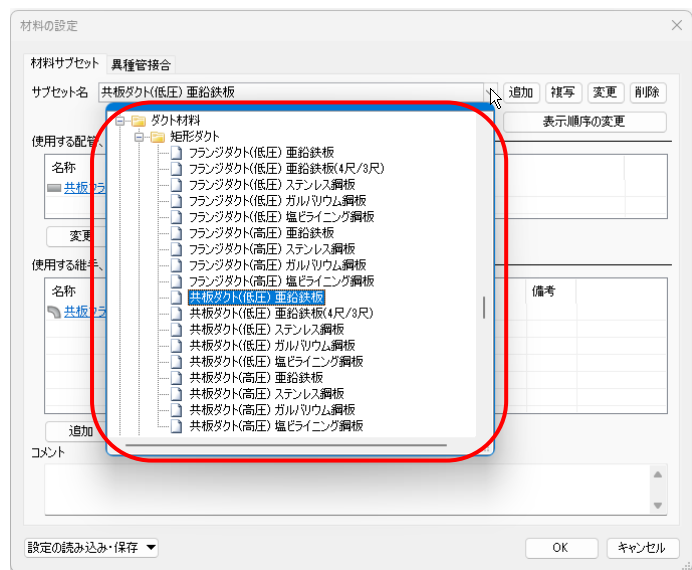 材料の設定
材料サブセット 異種管接合
サブセット名 共板ダクト(低圧) 亜鉛鉄板 追加 複写 変更 削除
表示順序の変更
ダクト材料
矩形ダクト
フランジダクト(低圧) 亜鉛鉄板
フランジダクト(低圧) 亜鉛鉄板(4尺/3尺)
フランジダクト(低圧) ステンレス鋼板
フランジダクト(低圧) ガルバリウム鋼板
フランジダクト(低圧) 塩ビライニング鋼板
フランジダクト(高圧) 亜鉛鉄板
フランジダクト(高圧) ステンレス鋼板
フランジダクト(高圧) ガルバリウム鋼板
フランジダクト(高圧) 塩ビライニング鋼板
共板ダクト(低圧) 亜鉛鉄板
共板ダクト(低圧) 亜鉛鉄板(4尺/3尺)
共板ダクト(低圧) ステンレス鋼板
共板ダクト(低圧) ガルバリウム鋼板
共板ダクト(低圧) 塩ビライニング鋼板
共板ダクト(高圧) 亜鉛鉄板
共板ダクト(高圧) ステンレス鋼板
共板ダクト(高圧) ガルバリウム鋼板
共板ダクト(高圧) 塩ビライニング鋼板
使用する配管、
名称
共板フラ
変更
使用する継手、
名称 備考
共板フラ
追加
コメント
設定の読み込み・保存 OK キャンセル